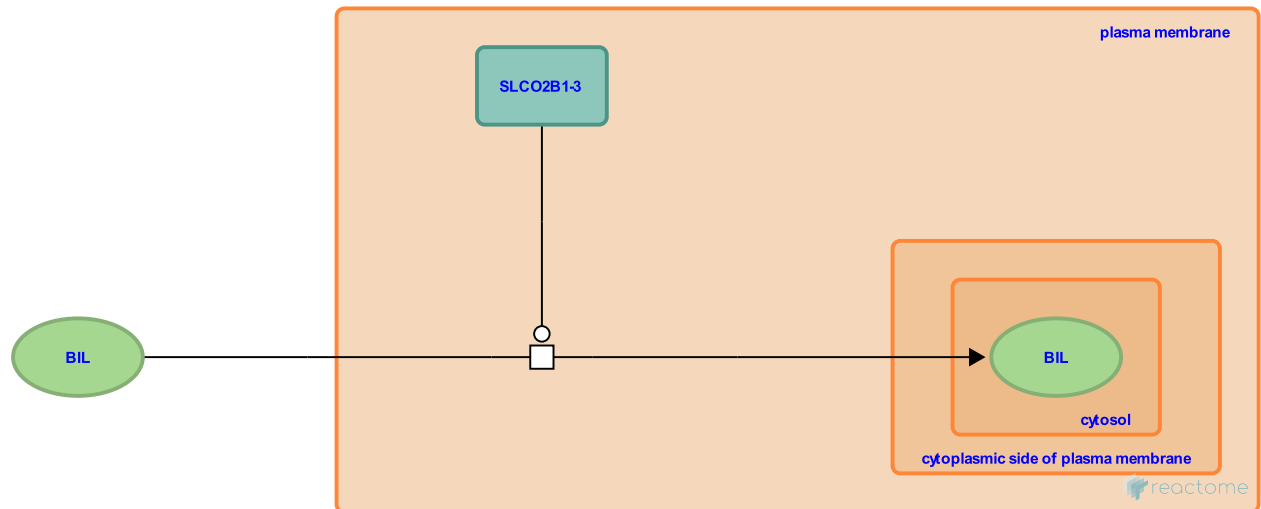 plasma membrane
SLCO2B1-3
BIL
BIL
cytosol
cytoplasmic side of plasma membrane
reactome